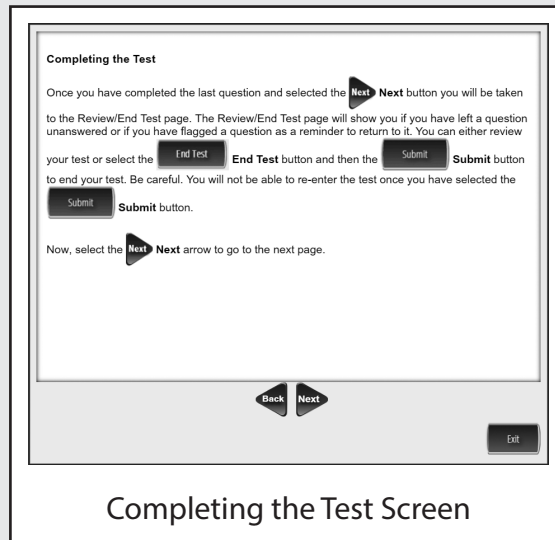 Completing the Test
Once you have completed the last question and selected the Next Next button you will be taken
to the Review/End Test page. The Review/End Test page will show you if you have left a question
unanswered or if you have flagged a question as a reminder to return to it. You can either review
your test or select the End Test End Test button and then the Submit Submit button
to end your test. Be careful. You will not be able to re-enter the test once you have selected the
Submit Submit button.
Now, select the Next Next arrow to go to the next page.
Back Next
Exit
Completing the Test Screen